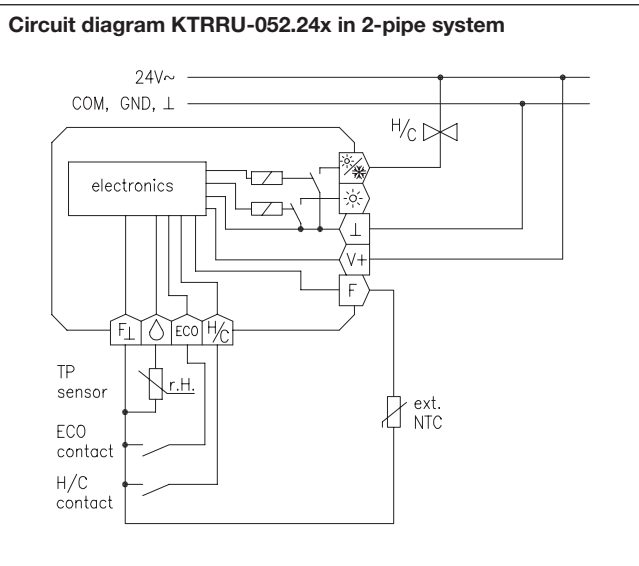 Circuit diagram KTRRU-052.24x in 2-pipe system
24V~
COM, GND, ⊥
H/C
electronics
⊥
V+
F
F⊥
ECO
H/C
TP
sensor
r.H.
ECO
contact
H/C
contact
ext.
NTC